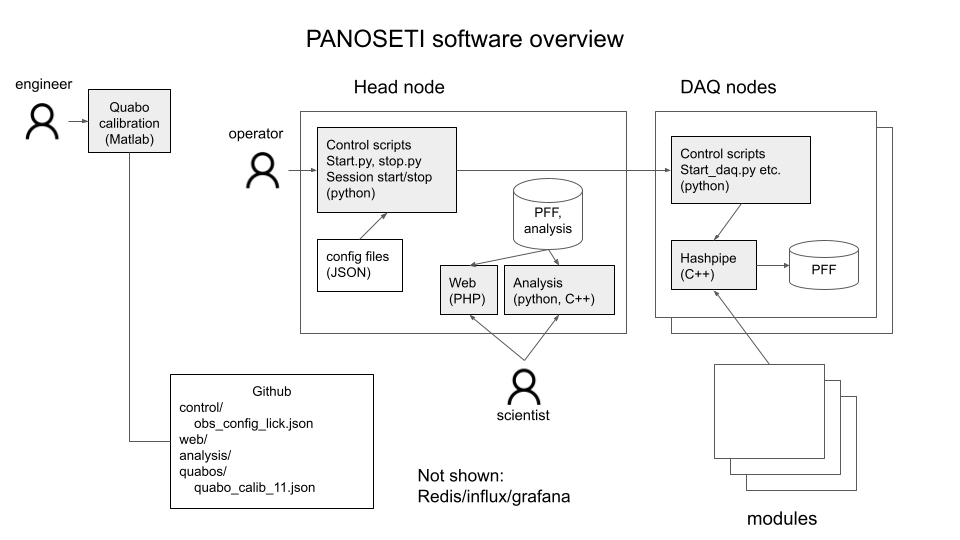 PANOSETI software overview
engineer
Quabo
calibration
(Matlab)
operator
Head node
Control scripts
Start.py, stop.py
Session start/stop
(python)
config files
(JSON)
PFF,
analysis
Web
(PHP)
Analysis
(python, C++)
scientist
DAQ nodes
Control scripts
Start_daq.py etc.
(python)
Hashpipe
(C++)
PFF
modules
Github
control/
obs_config_lick.json
web/
analysis/
quabos/
quabo_calib_11.json
Not shown:
Redis/influx/grafana